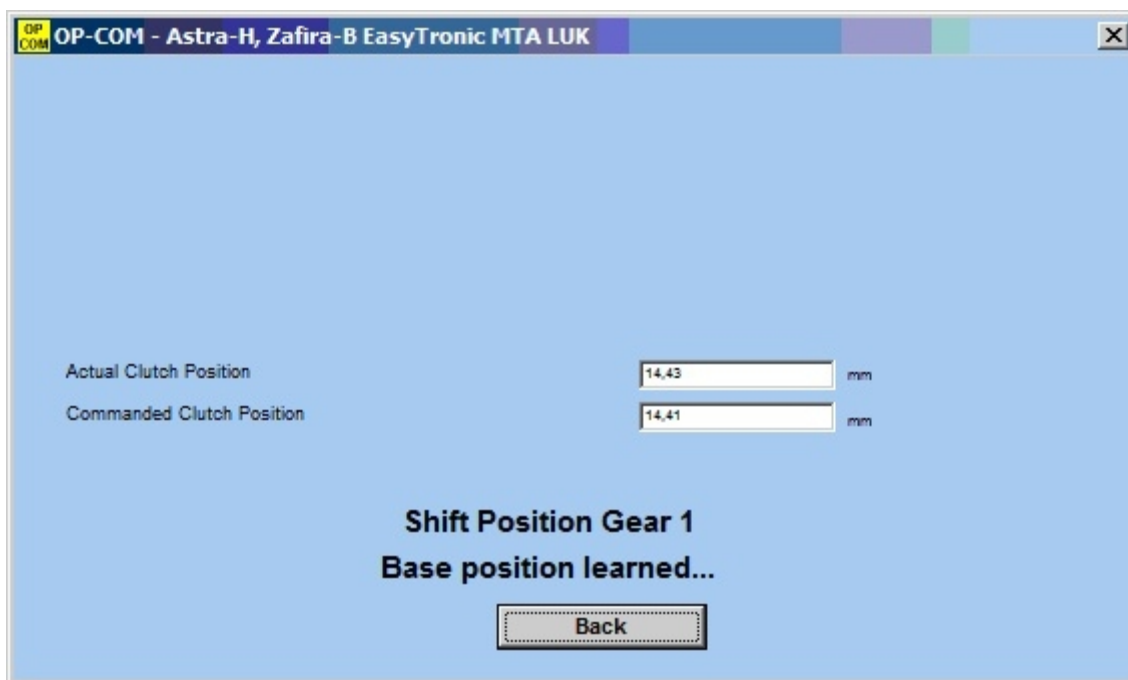 OP COM OP-COM - Astra-H, Zafira-B EasyTronic MTA LUK
Actual Clutch Position 14,43 mm
Commanded Clutch Position 14,41 mm
Shift Position Gear 1
Base position learned...
Back